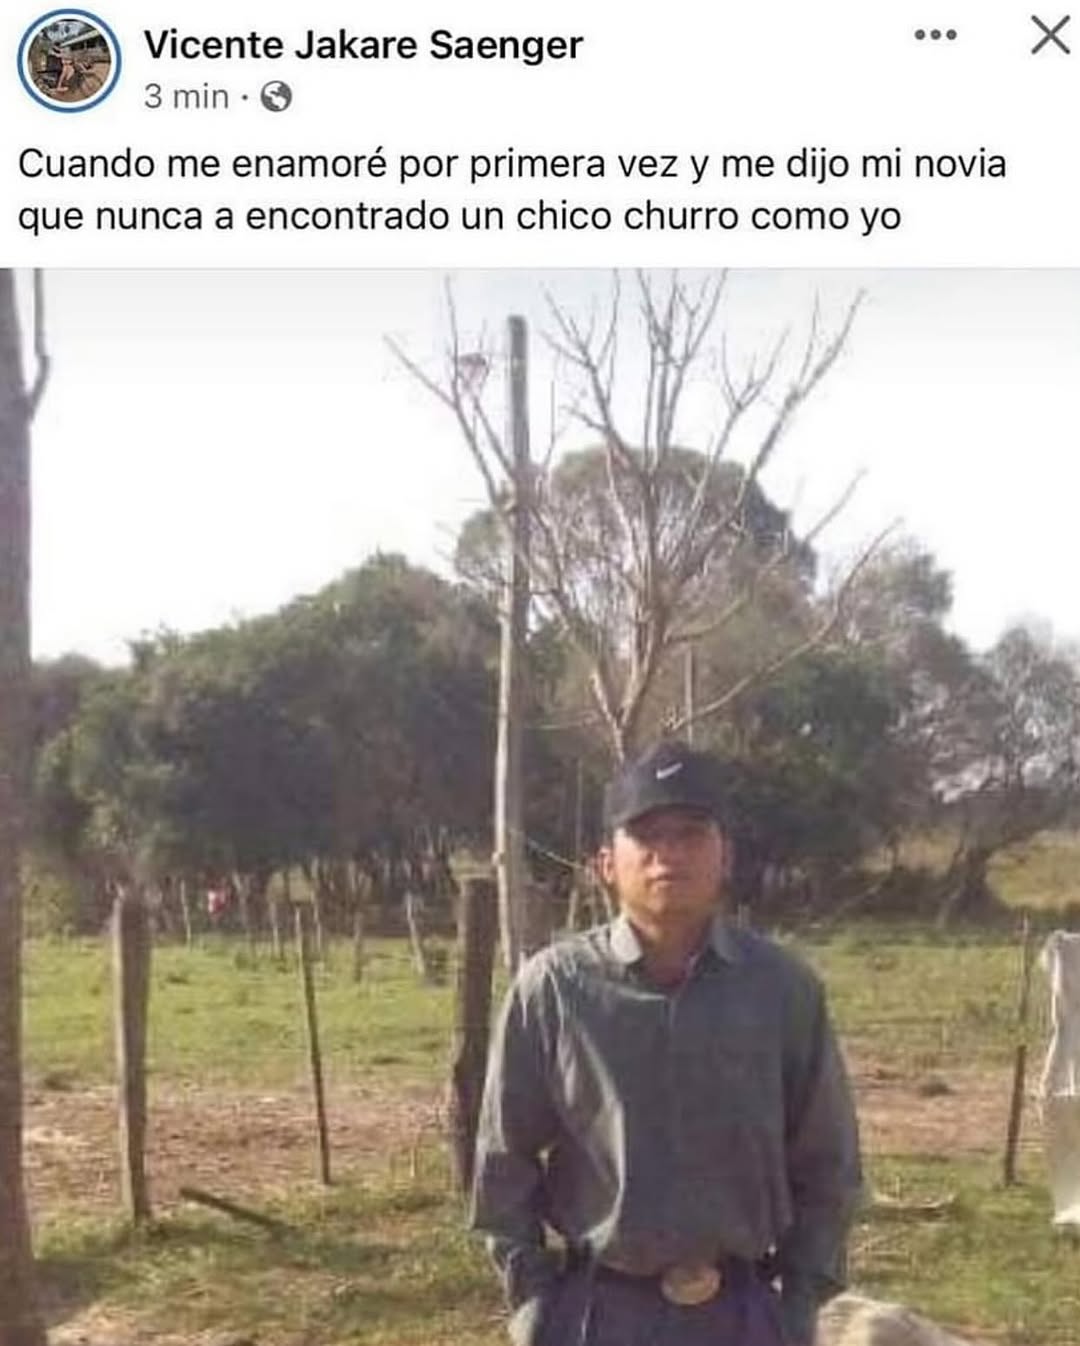 Vicente Jakare Saenger
3 min
Cuando me enamoré por primera vez y me dijo mi novia
que nunca a encontrado un chico churro como yo